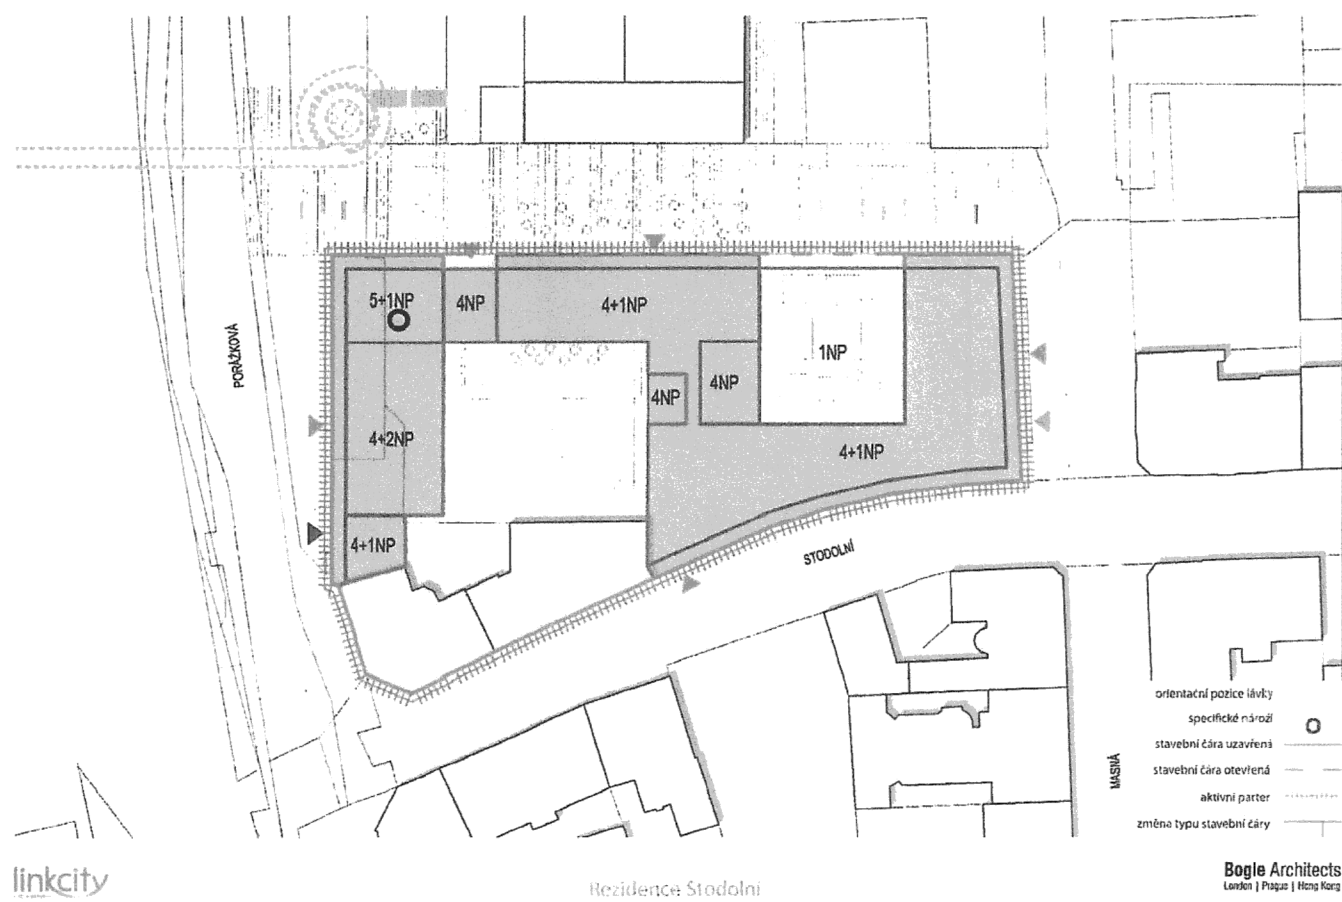 5+1NP
4NP
4+1NP
1NP
4NP
4NP
4+2NP
4+1NP
4+1NP
PORÁŽKOVÁ
STODOLNÍ
MASNÁ
orientační pozice lávky
specifické nároží
stavební čára uzavřená
stavební čára otevřená
aktivní parter
změna typu stavební čáry
linkcity
Rezidence Stodolní
Bogle Architects
London | Prague | Hong Kong